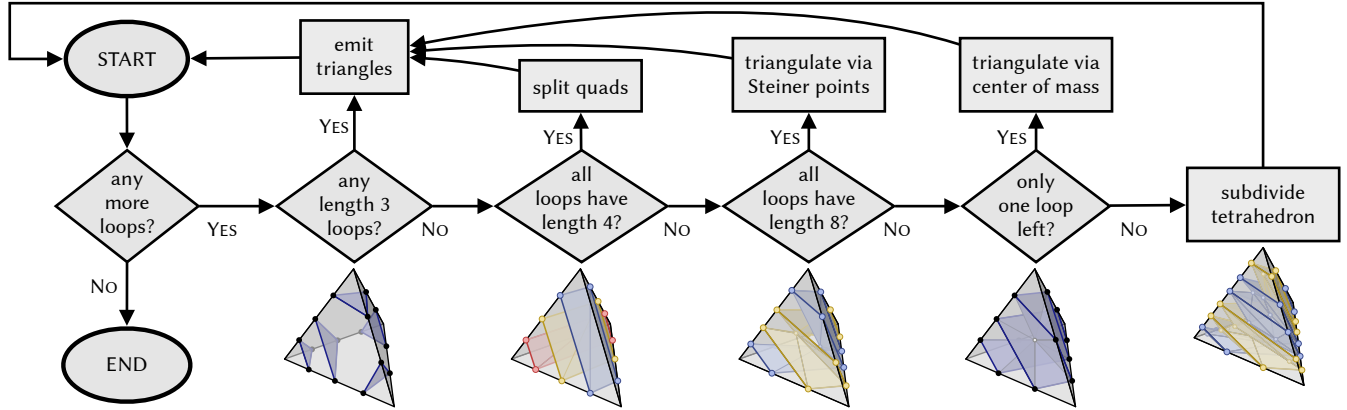 START
emit
triangles
split quads
triangulate via
Steiner points
triangulate via
center of mass
YES
YES
YES
YES
any
more
loops?
YES
any
length 3
loops?
NO
all
loops have
length 4?
NO
all
loops have
length 8?
NO
only
one loop
left?
NO
subdivide
tetrahedron
NO
END